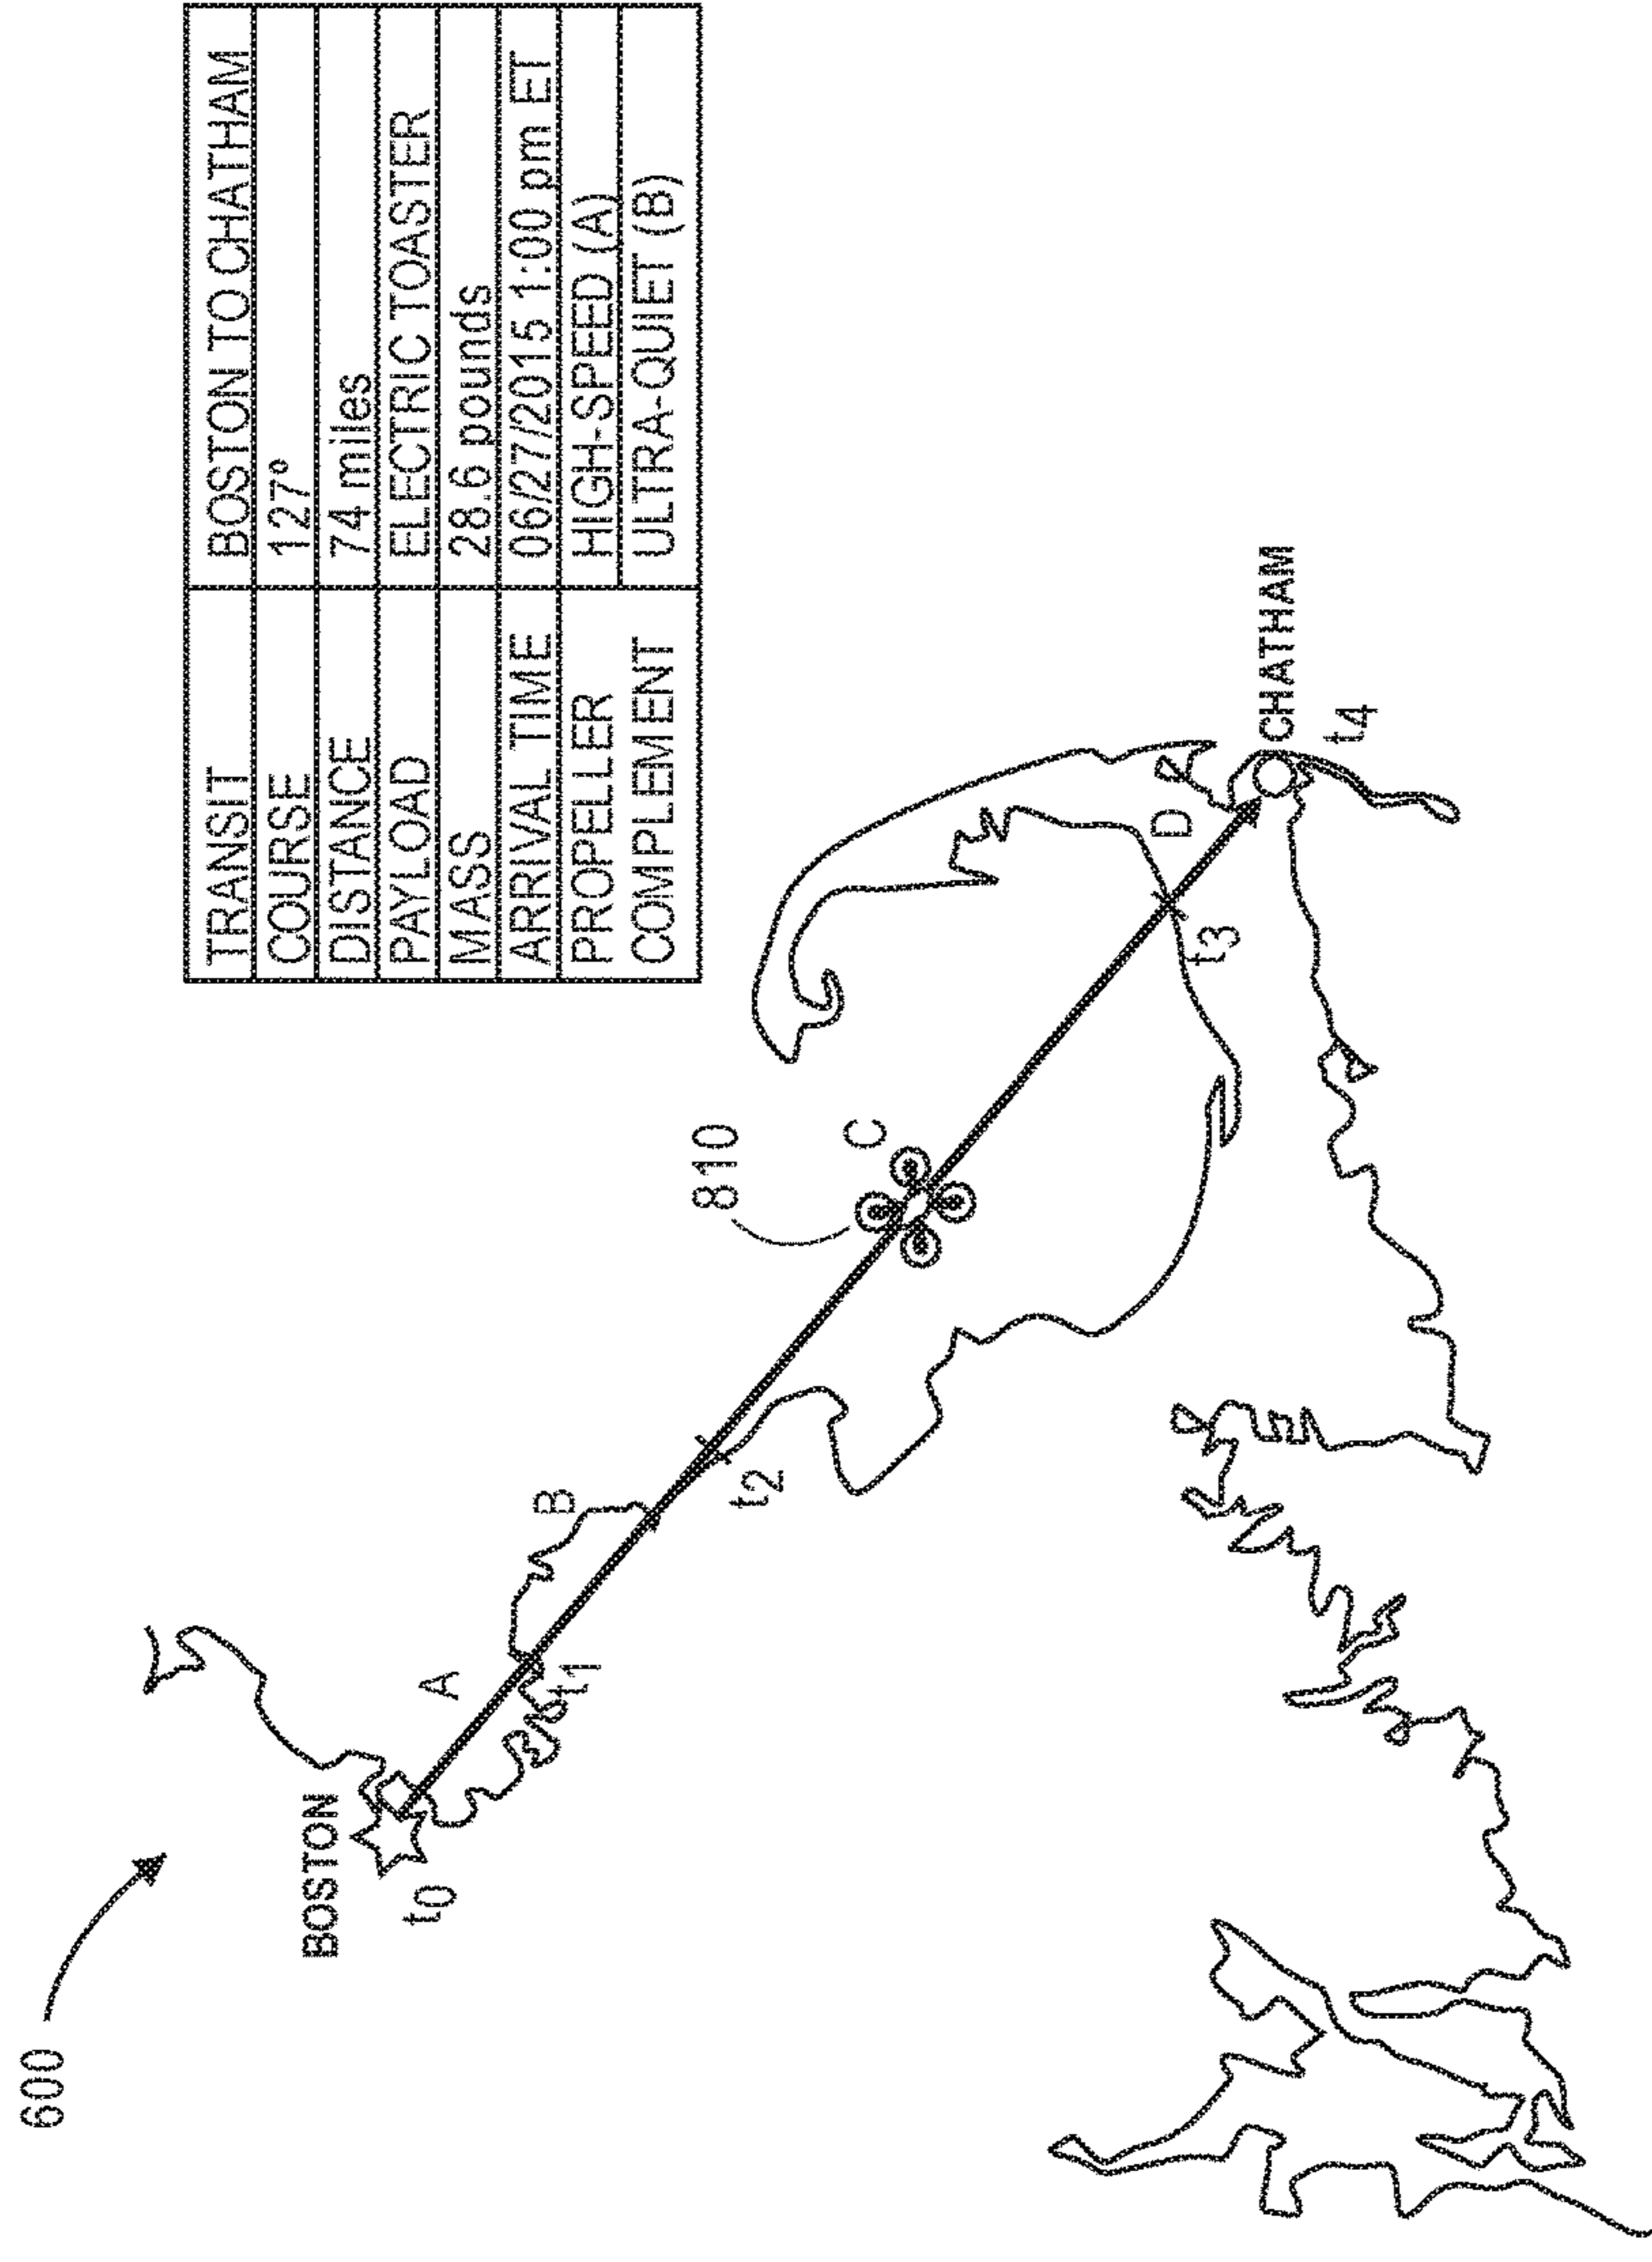 600
TRANSIT BOSTON TO CHATHAM
COURSE 127°
DISTANCE 74 miles
PAYLOAD ELECTRIC TOASTER
MASS 28.6 pounds
ARRIVAL TIME 06/27/2015 1:00 pm ET
PROPELLER HIGH-SPEED (A)
COMPLEMENT ULTRA-QUIET (B)
BOSTON
t0
A
t1
B
t2
810
C
t3
D
CHATHAM
t4